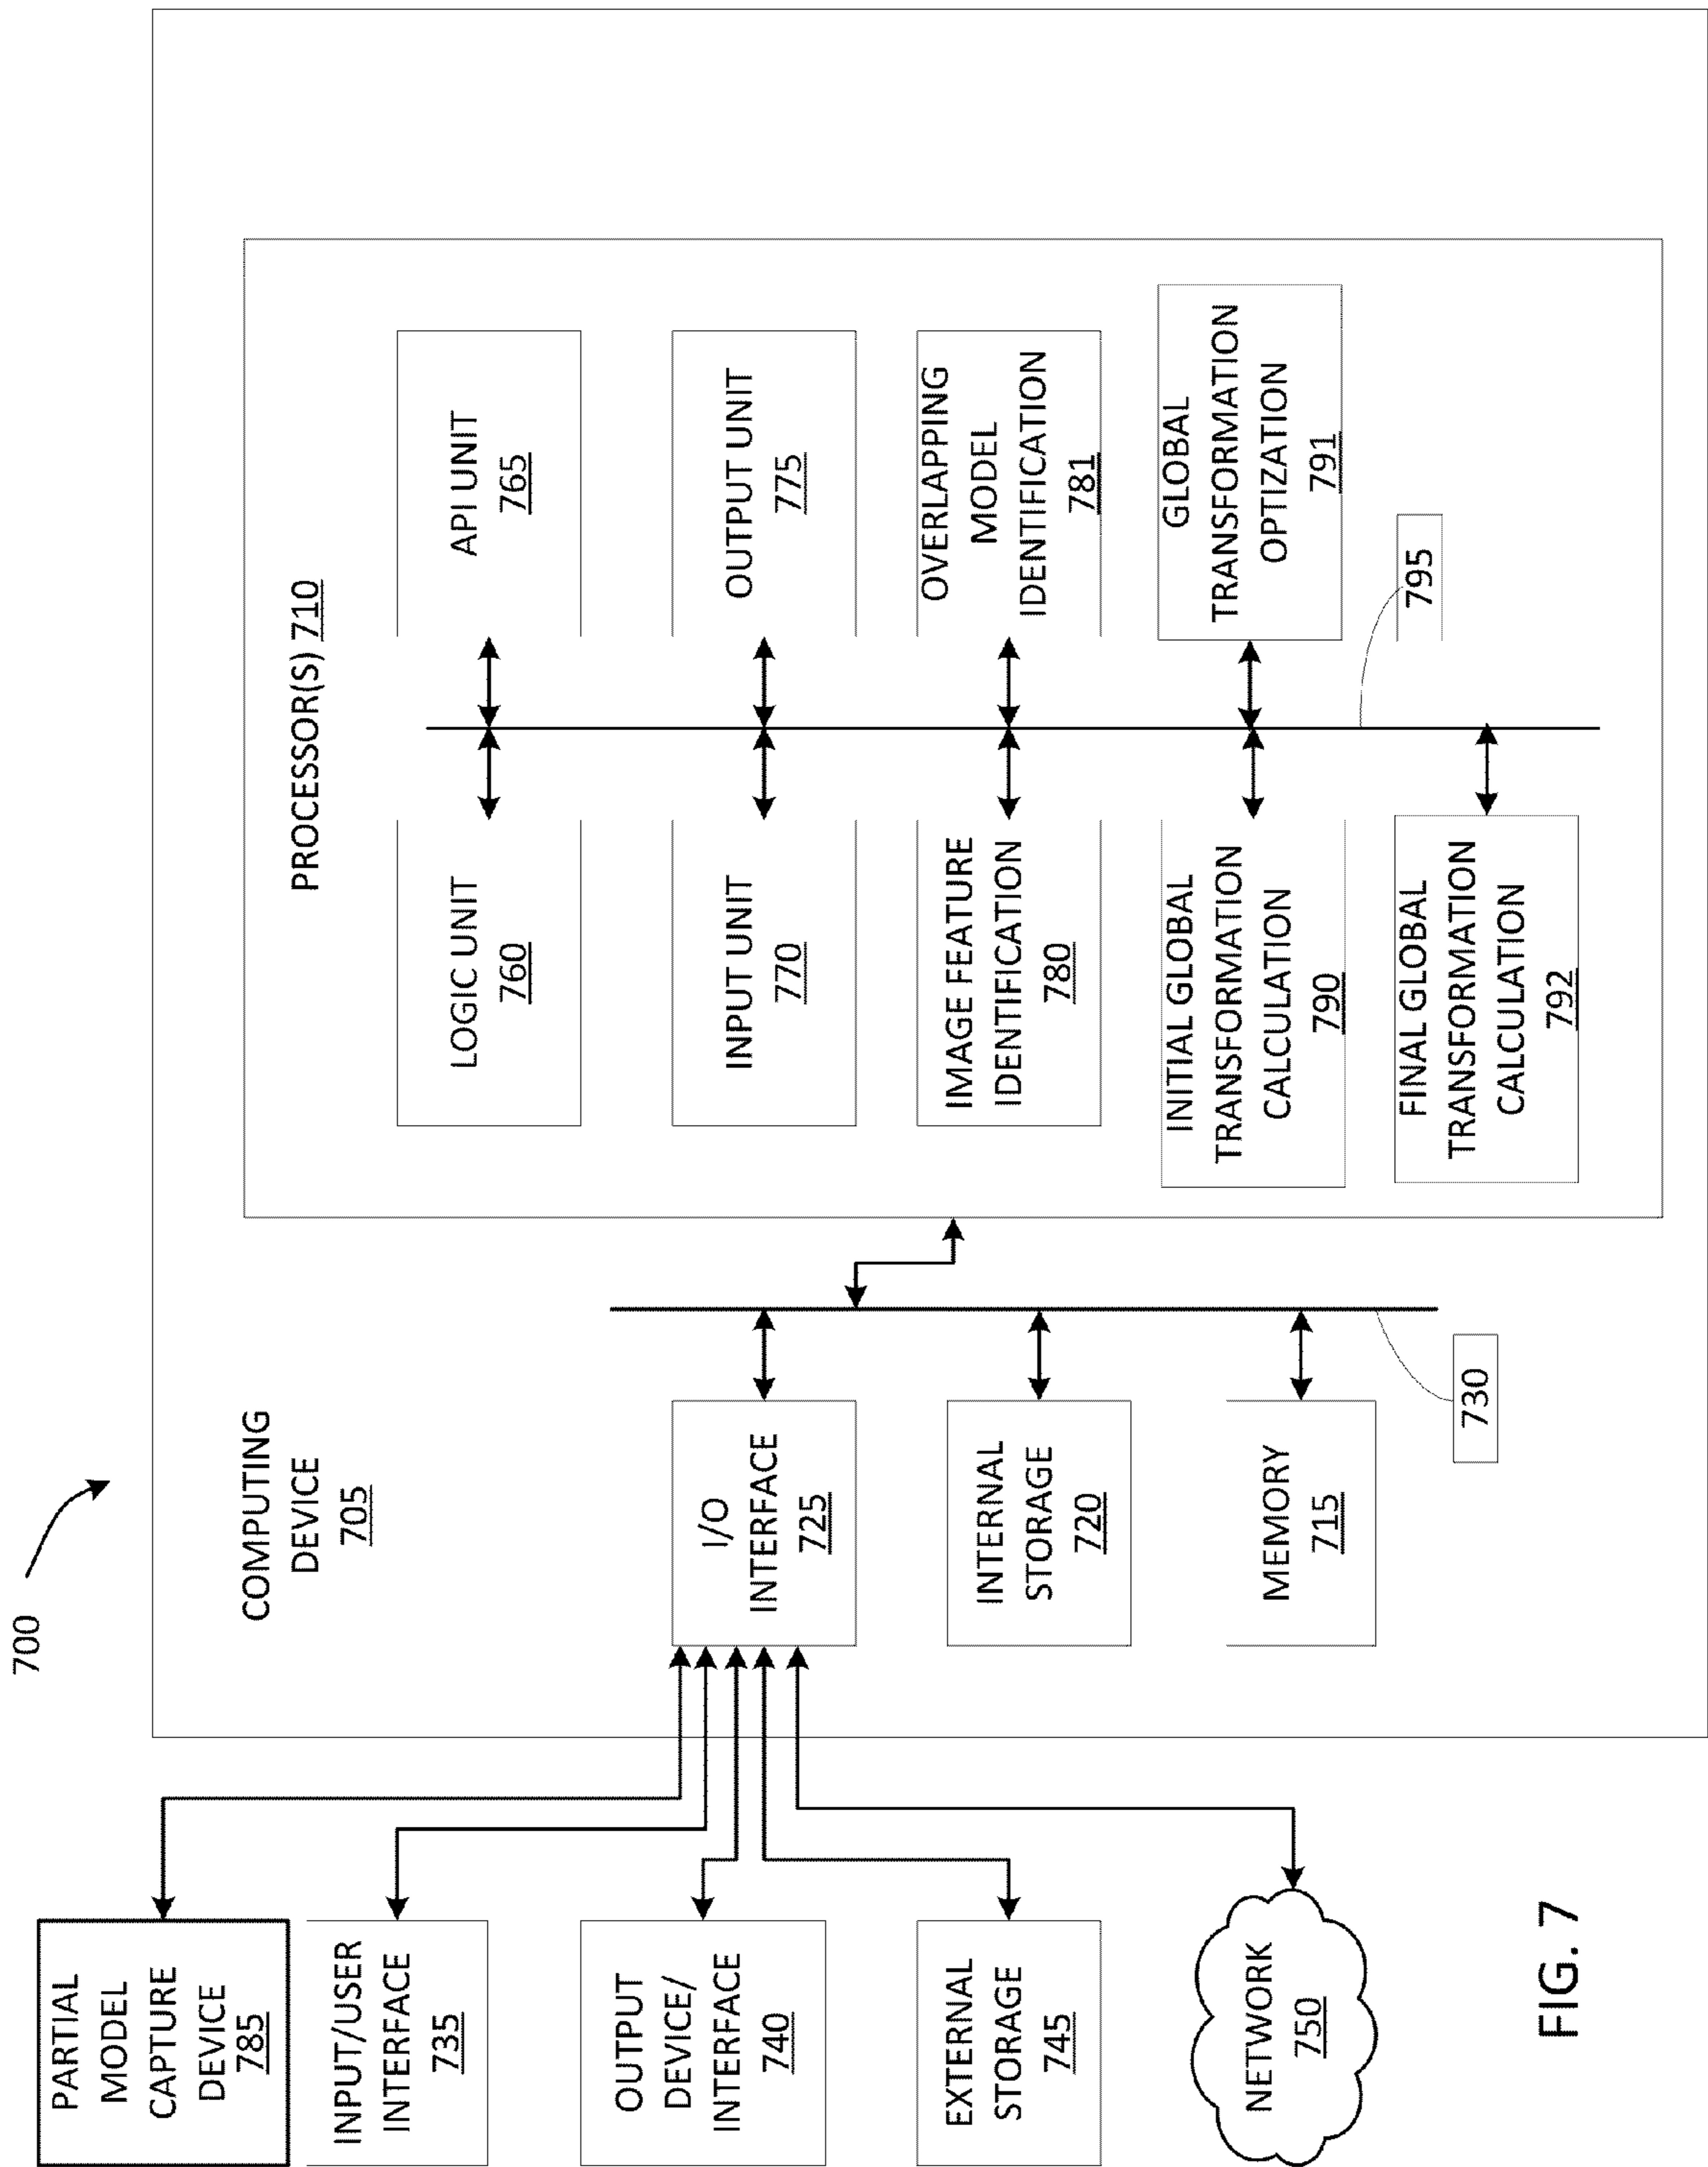 700
COMPUTING
DEVICE
705
PROCESSOR(S) 710
PARTIAL
MODEL
CAPTURE
DEVICE
785
INPUT/USER
INTERFACE
735
OUTPUT
DEVICE/
INTERFACE
740
EXTERNAL
STORAGE
745
NETWORK
750
I/O
INTERFACE
725
INTERNAL
STORAGE
720
MEMORY
715
730
LOGIC UNIT
760
API UNIT
765
INPUT UNIT
770
OUTPUT UNIT
775
IMAGE FEATURE
IDENTIFICATION
780
OVERLAPPING
MODEL
IDENTIFICATION
781
INITIAL GLOBAL
TRANSFORMATION
CALCULATION
790
GLOBAL
TRANSFORMATION
OPTIZATION
791
FINAL GLOBAL
TRANSFORMATION
CALCULATION
792
795
FIG. 7